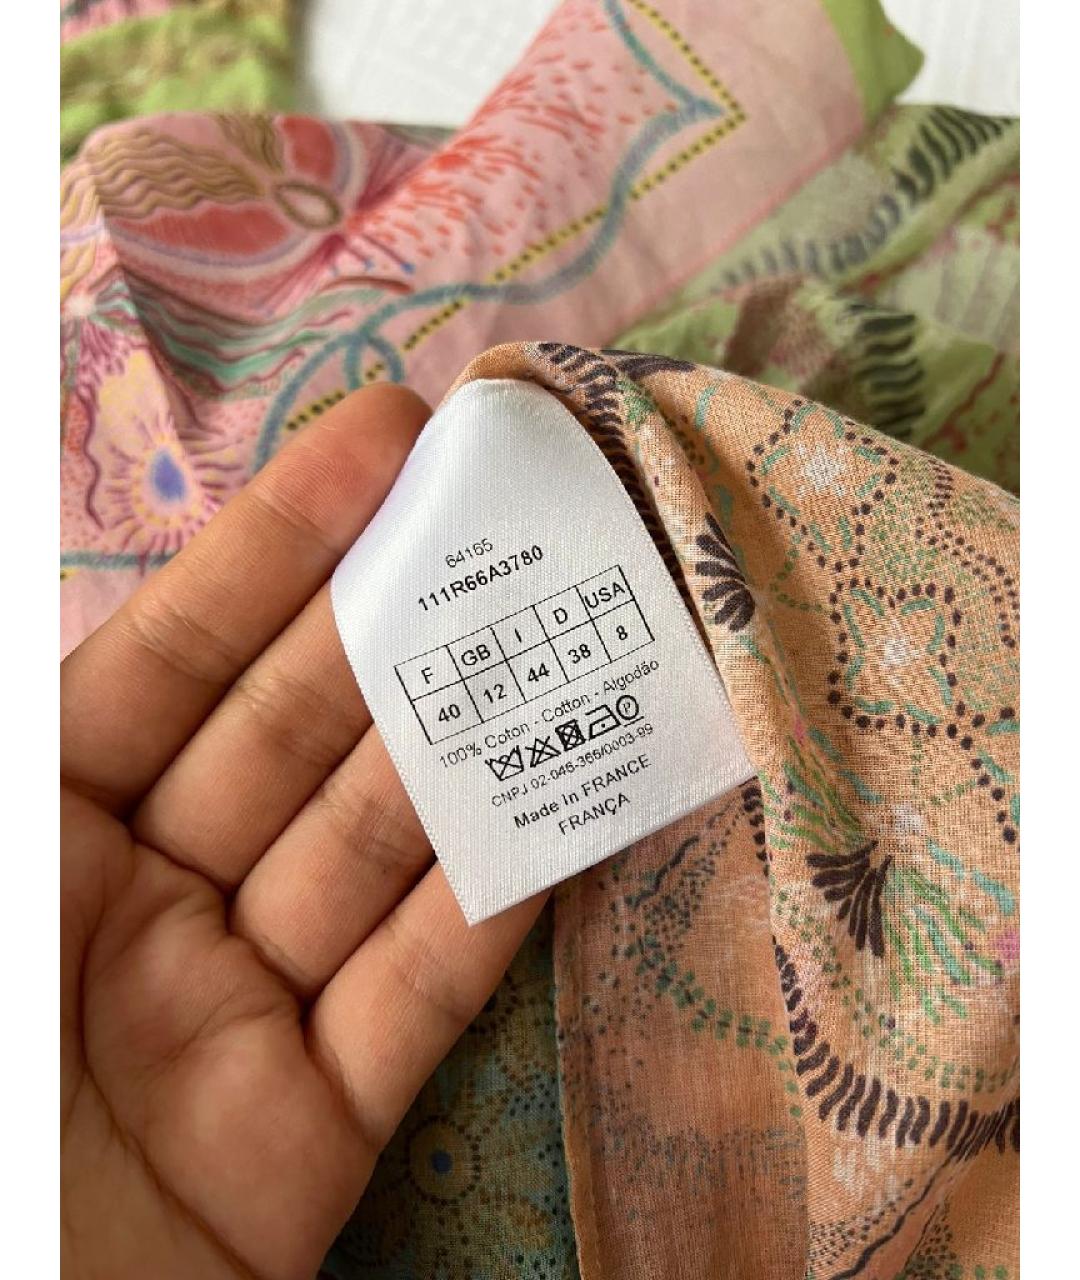 64165
111R66A3780
F GB I D USA
40 12 44 38 8
100% Coton - Cotton - Algodão
CNPJ 02-046-366/0003-99
Made In FRANCE
FRANÇA